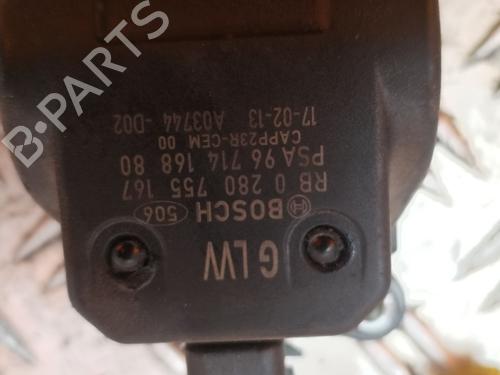 GLW
BOSCH 506
RB 0 280 755 167
PSA 96 714 168 80
CAPP23R-CEM 00
17-02-13 A03744 -D02
B-PARTS